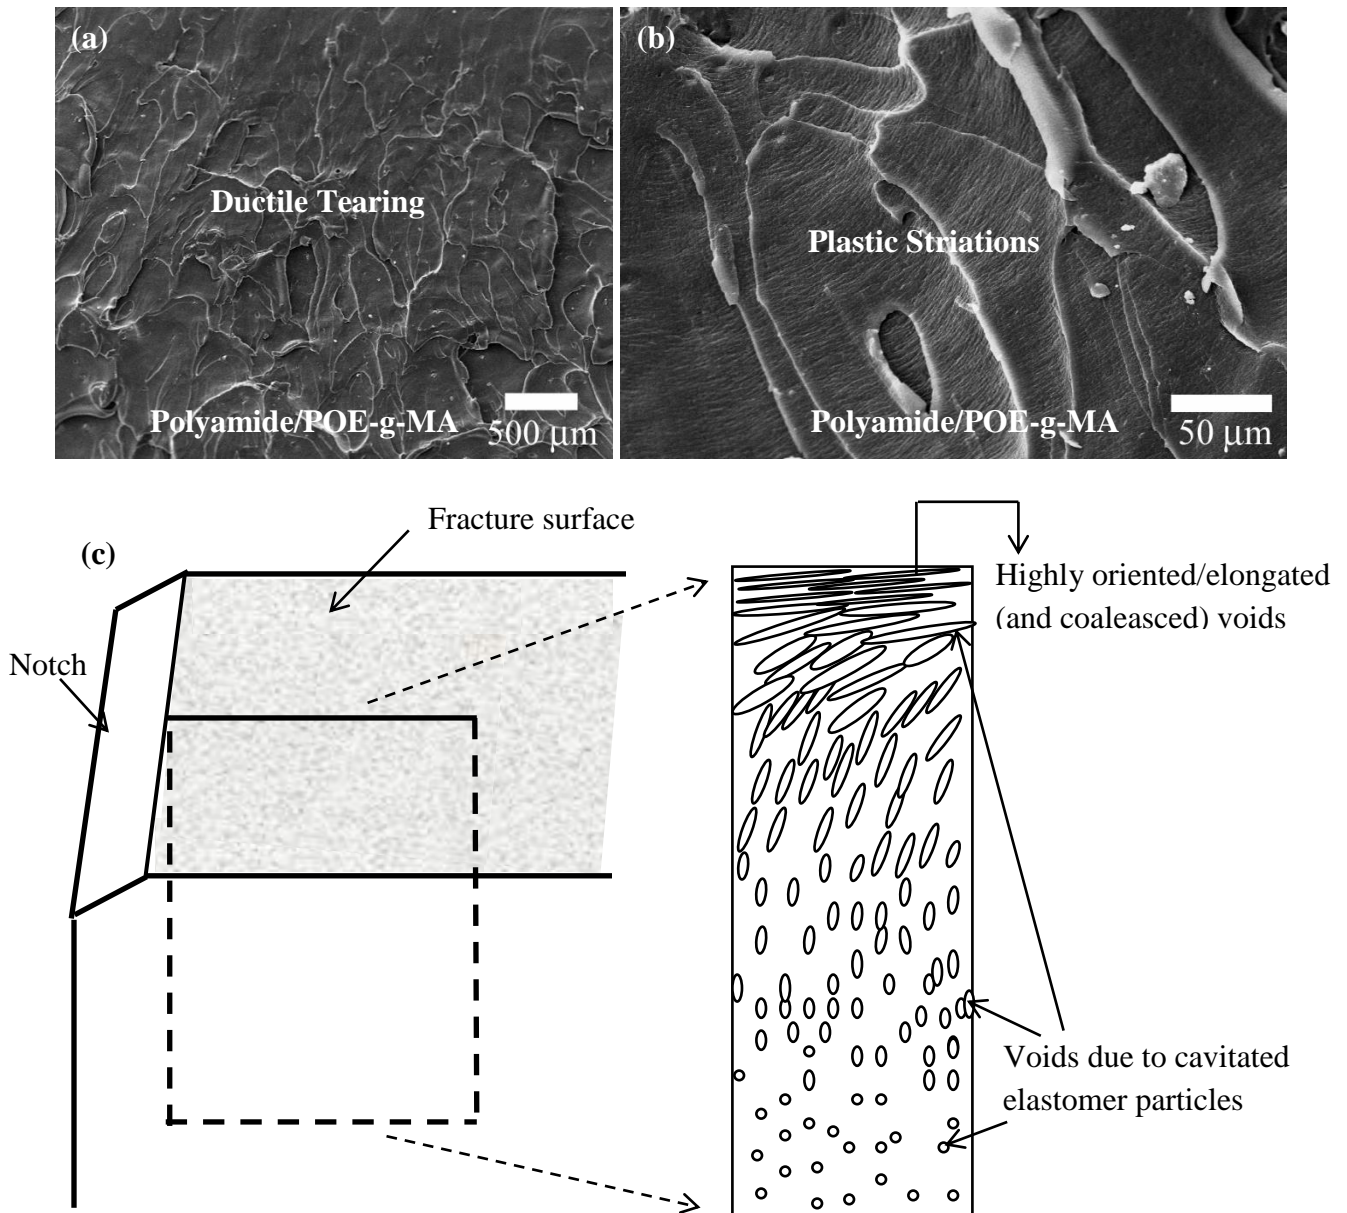 (a)
Ductile Tearing
Polyamide/POE-g-MA
500 μm
(b)
Plastic Striations
Polyamide/POE-g-MA
50 μm
(c)
Fracture surface
Notch
Highly oriented/elongated
(and coaleasced) voids
Voids due to cavitated
elastomer particles